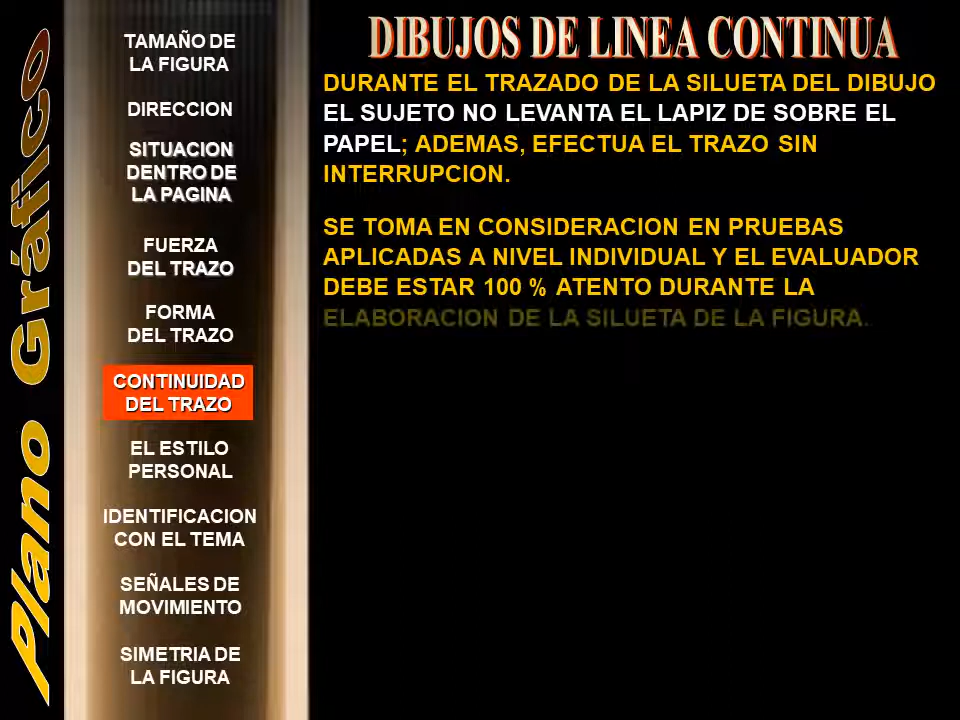 Plano Gráfico
TAMAÑO DE
LA FIGURA
DIRECCION
SITUACION
DENTRO DE
LA PAGINA
FUERZA
DEL TRAZO
FORMA
DEL TRAZO
CONTINUIDAD
DEL TRAZO
EL ESTILO
PERSONAL
IDENTIFICACION
CON EL TEMA
SEÑALES DE
MOVIMIENTO
SIMETRIA DE
LA FIGURA
DIBUJOS DE LINEA CONTINUA
DURANTE EL TRAZADO DE LA SILUETA DEL DIBUJO
EL SUJETO NO LEVANTA EL LAPIZ DE SOBRE EL
PAPEL; ADEMAS, EFECTUA EL TRAZO SIN
INTERRUPCION.
SE TOMA EN CONSIDERACION EN PRUEBAS
APLICADAS A NIVEL INDIVIDUAL Y EL EVALUADOR
DEBE ESTAR 100 % ATENTO DURANTE LA
ELABORACION DE LA SILUETA DE LA FIGURA.